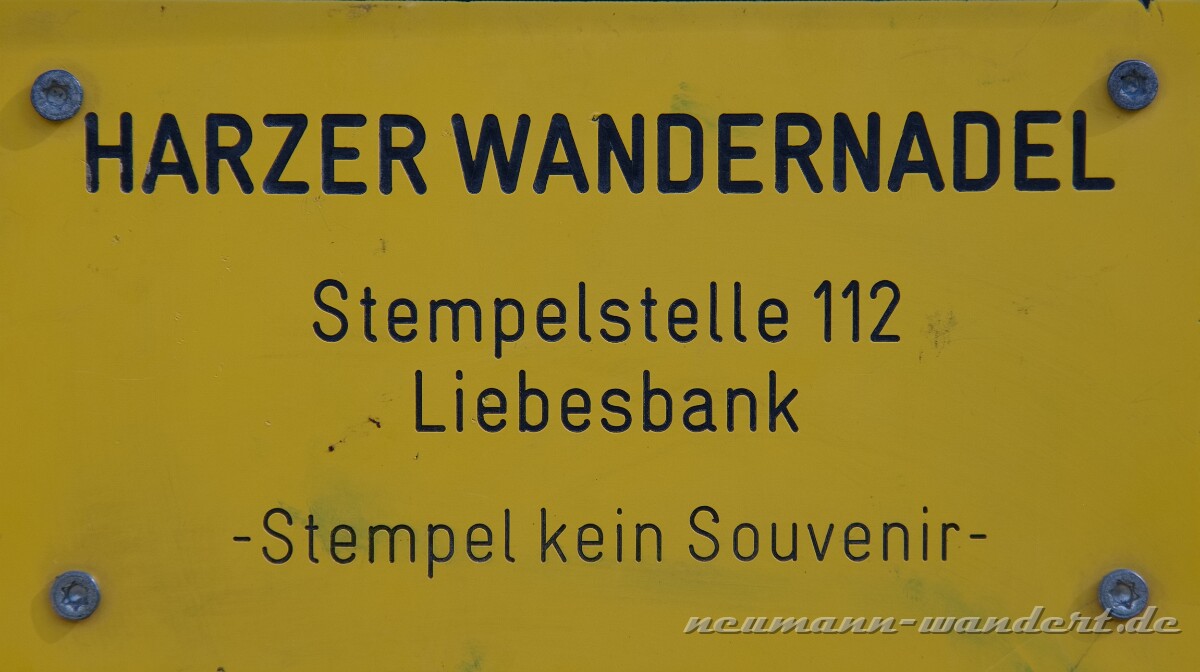 HARZER WANDERNADEL
Stempelstelle 112
Liebesbank
-Stempel kein Souvenir-
neumann-wandert.de